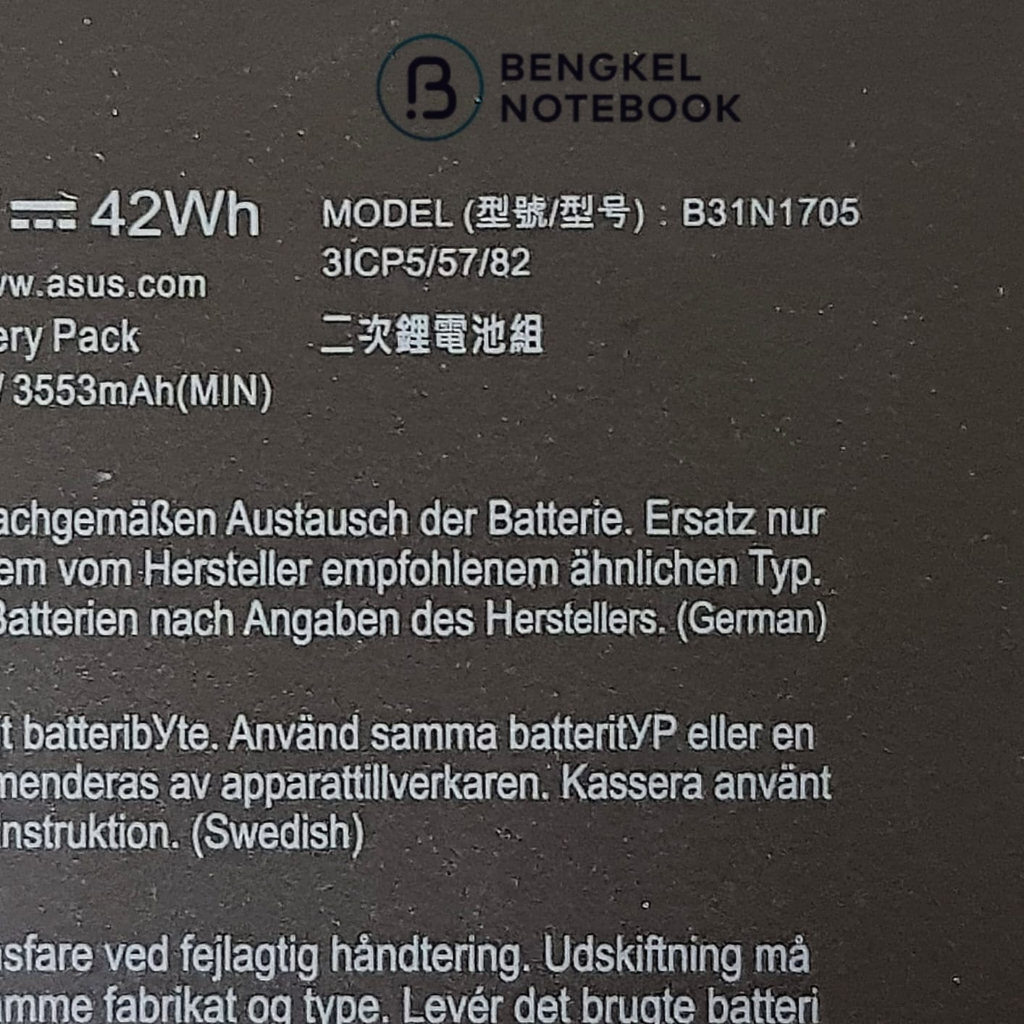 BENGKEL
NOTEBOOK
42Wh
MODEL (型號/型号) : B31N1705
3ICP5/57/82
w.asus.com
二次鋰電池組
ery Pack
/ 3553mAh(MIN)
achgemäßen Austausch der Batterie. Ersatz nur
em vom Hersteller empfohlenem ähnlichen Typ.
Batterien nach Angaben des Herstellers. (German)
t batteribyte. Använd samma batterityP eller en
menderas av apparattillverkaren. Kassera använt
instruktion. (Swedish)
sfare ved fejlagtig håndtering. Udskiftning må
amme fabrikat og type. Levér det brugte batteri